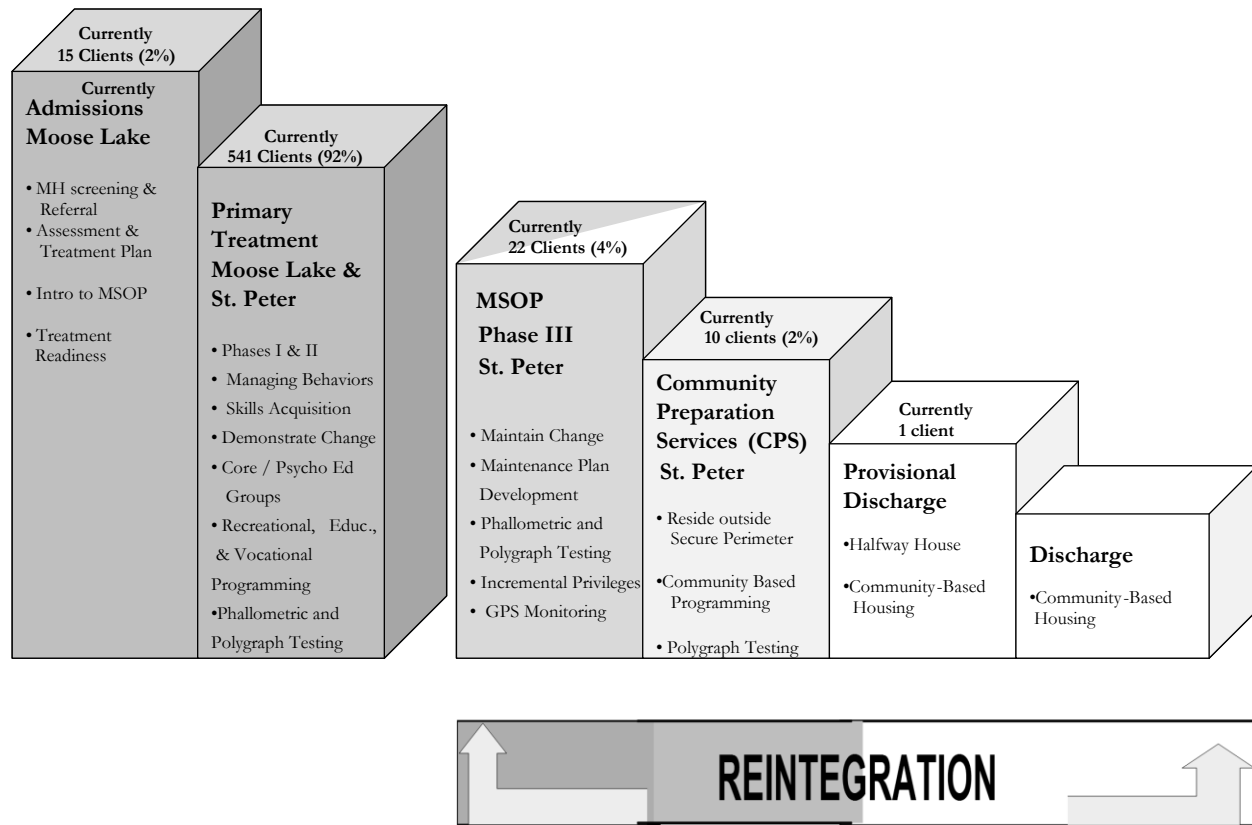 Currently
15 Clients (2%)
Currently
Admissions
Moose Lake
• MH screening &
Referral
• Assessment &
Treatment Plan
• Intro to MSOP
• Treatment
Readiness
Currently
541 Clients (92%)
Primary
Treatment
Moose Lake &
St. Peter
• Phases I & II
• Managing Behaviors
• Skills Acquisition
• Demonstrate Change
• Core / Psycho Ed
Groups
• Recreational, Educ.,
& Vocational
Programming
•Phallometric and
Polygraph Testing
Currently
22 Clients (4%)
MSOP
Phase III
St. Peter
• Maintain Change
• Maintenance Plan
Development
• Phallometric and
Polygraph Testing
• Incremental Privileges
• GPS Monitoring
Currently
10 clients (2%)
Community
Preparation
Services (CPS)
St. Peter
• Reside outside
Secure Perimeter
•Community Based
Programming
• Polygraph Testing
Currently
1 client
Provisional
Discharge
•Halfway House
•Community-Based
Housing
Discharge
•Community-Based
Housing
REINTEGRATION